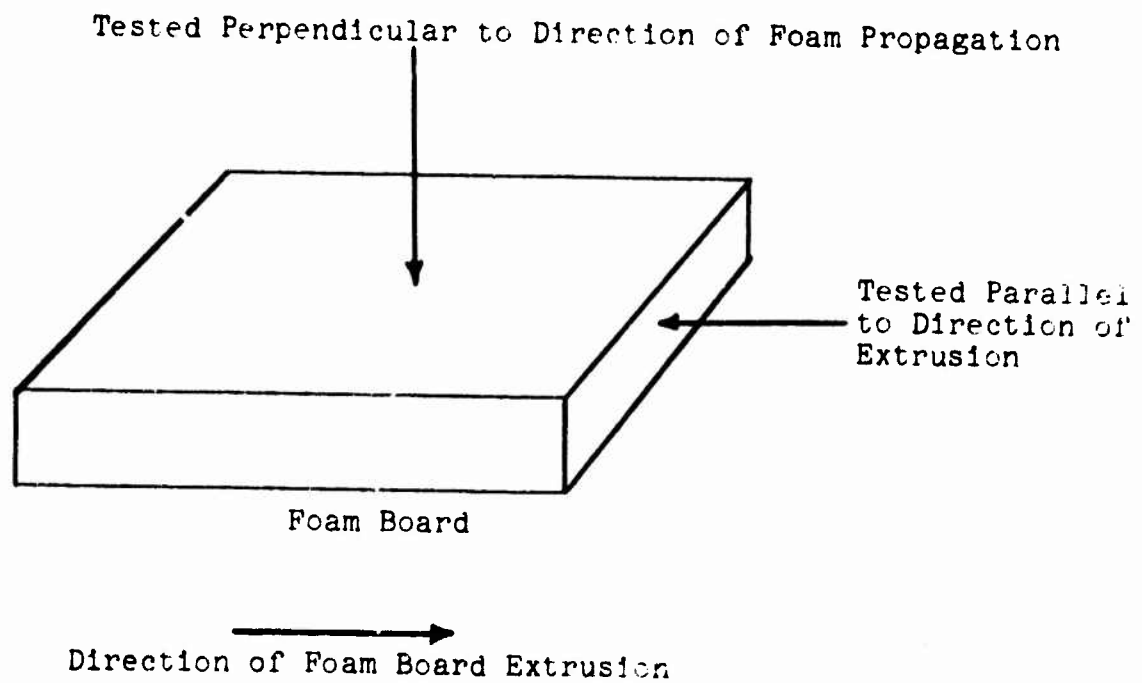 Tested Perpendicular to Direction of Foam Propagation
Tested Parallel
to Direction of
Extrusion
Foam Board
Direction of Foam Board Extrusion